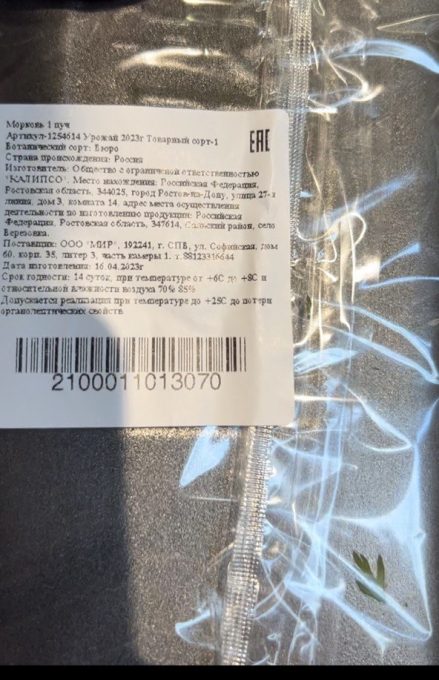 Морковь 1 пуч
Артикул-1254614 Урожай 2023г Товарный сорт-1
Ботанический сорт: Бюро
Страна происхождения: Россия
Изготовитель: Общество с ограниченой ответственностью
"КАЛИПСО". Место нахождения: Российская Федерация,
Ростовская область, 344025, город Ростов-на-Дону, улица 27-я
линия, дом 3, комната 14, адрес места осуществления
деятельности по изготовлению продукции: Российская
Федерация, Ростовская область, 347614, Сальский район, село
Березовка.
Поставщик: ООО "МИР", 192241, г. СПБ, ул. Софийская, дом
60, корп. 35, литер 3, часть камеры 1. т.88123316644
Дата изготовления: 16.04.2023г
Срок годности: 14 суток, при температуре от +6С до +8С и
относительной влажности воздуха 70% 85%
Допускается реализация при температуре до +25С до потери
органолептических свойств
EAC
2100011013070